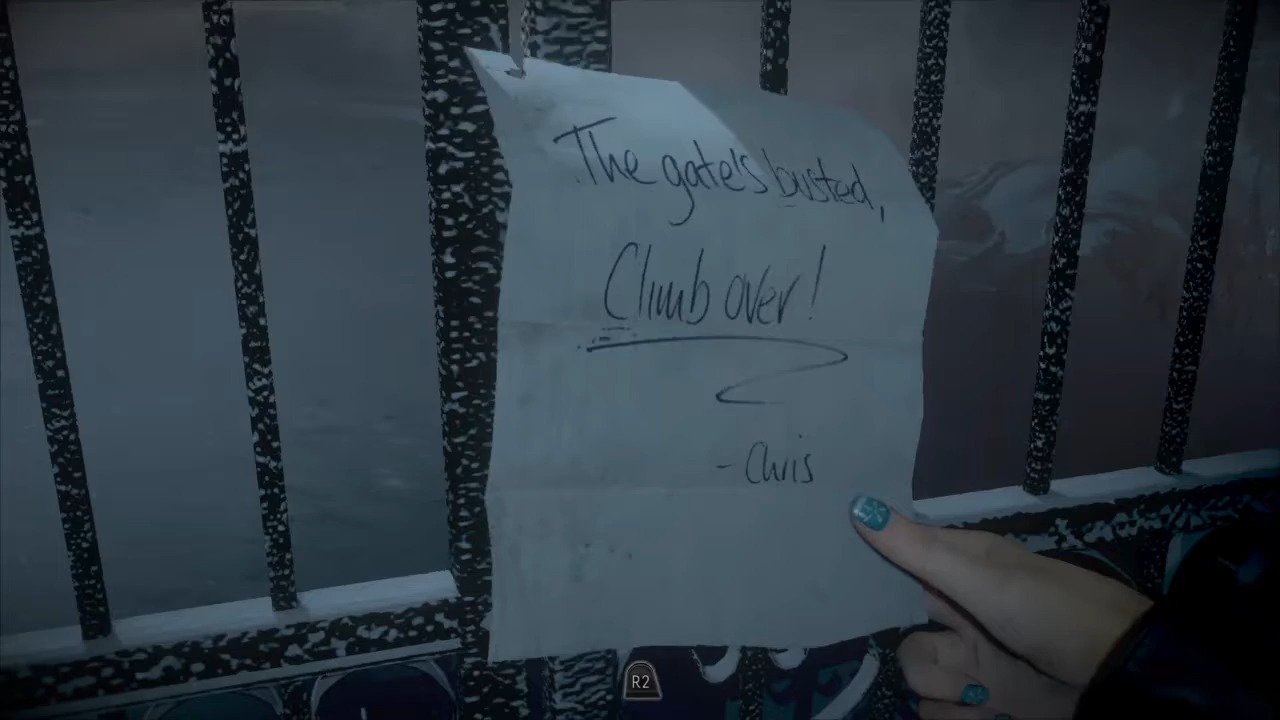 The gate's busted,
Climb over!
- Chris
R2